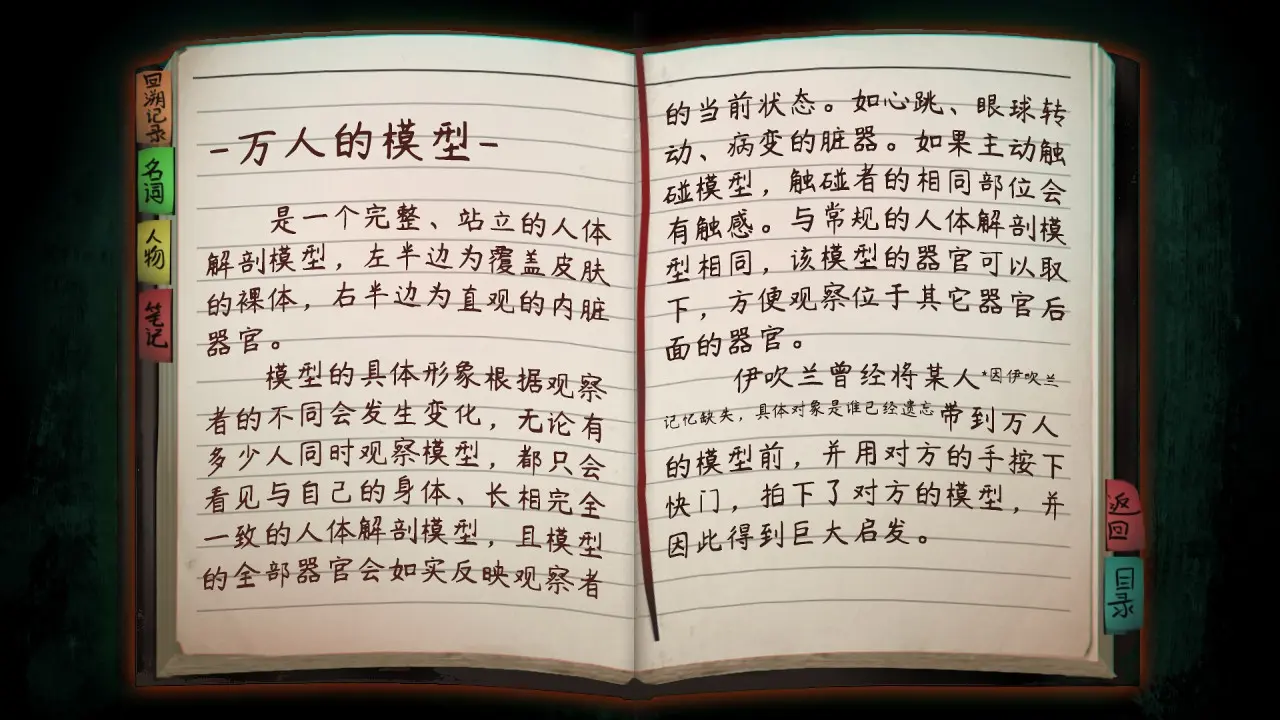 回溯记录
名词
人物
笔记
-万人的模型-
是一个完整、站立的人体
解剖模型，左半边为覆盖皮肤
的裸体，右半边为直观的内脏
器官。
模型的具体形象根据观察
者的不同会发生变化，无论有
多少人同时观察模型，都只会
看见与自己的身体、长相完全
一致的人体解剖模型，且模型
的全部器官会如实反映观察者
的当前状态。如心跳、眼球转
动、病变的脏器。如果主动触
碰模型，触碰者的相同部位会
有触感。与常规的人体解剖模
型相同，该模型的器官可以取
下，方便观察位于其它器官后
面的器官。
伊吹兰曾经将某人*因伊吹兰
记忆缺失，具体对象是谁已经遗忘带到万人
的模型前，并用对方的手按下
快门，拍下了对方的模型，并
因此得到巨大启发。
返回
目录